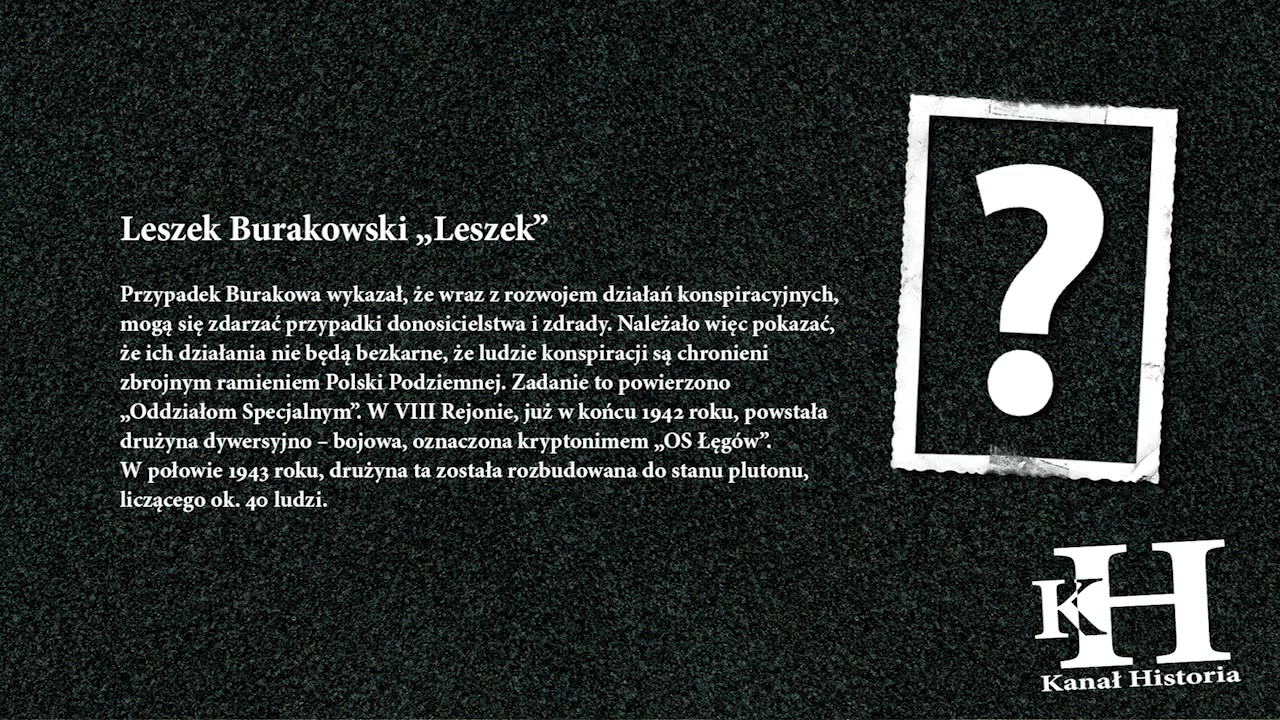 Leszek Burakowski „Leszek”
Przypadek Burakowa wykazał, że wraz z rozwojem działań konspiracyjnych,
mogą się zdarzać przypadki donosicielstwa i zdrady. Należało więc pokazać,
że ich działania nie będą bezkarne, że ludzie konspiracji są chronieni
zbrojnym ramieniem Polski Podziemnej. Zadanie to powierzono
„Oddziałom Specjalnym”. W VIII Rejonie, już w końcu 1942 roku, powstała
drużyna dywersyjno – bojowa, oznaczona kryptonimem „OS Łęgów”.
W połowie 1943 roku, drużyna ta została rozbudowana do stanu plutonu,
liczącego ok. 40 ludzi.
?
KH
Kanał Historia